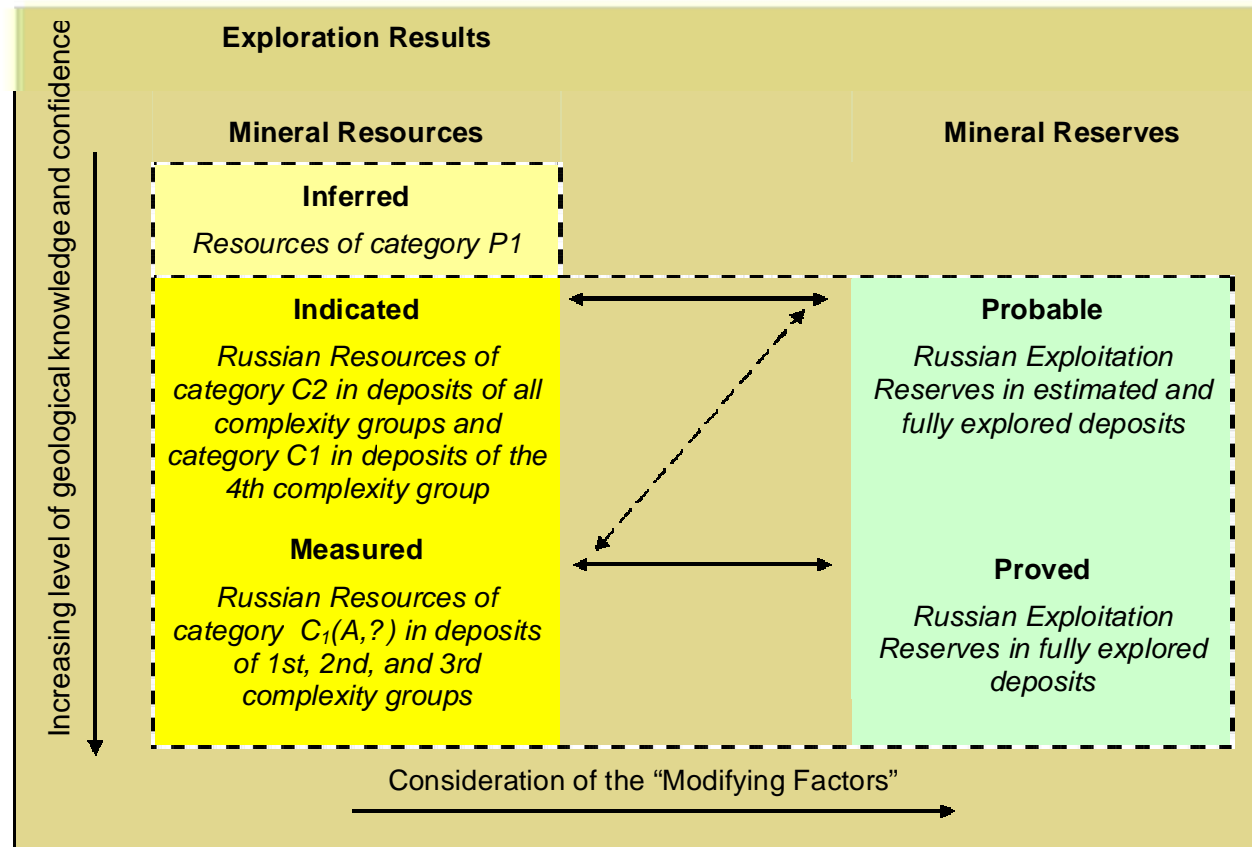 Increasing level of geological knowledge and confidence
Exploration Results
Mineral Resources
Mineral Reserves
Inferred
Resources of category P1
Indicated
Russian Resources of
category C2 in deposits of all
complexity groups and
category C1 in deposits of the
4th complexity group
Measured
Russian Resources of
category C₁(A,?) in deposits
of 1st, 2nd, and 3rd
complexity groups
Probable
Russian Exploitation
Reserves in estimated and
fully explored deposits
Proved
Russian Exploitation
Reserves in fully explored
deposits
Consideration of the “Modifying Factors”